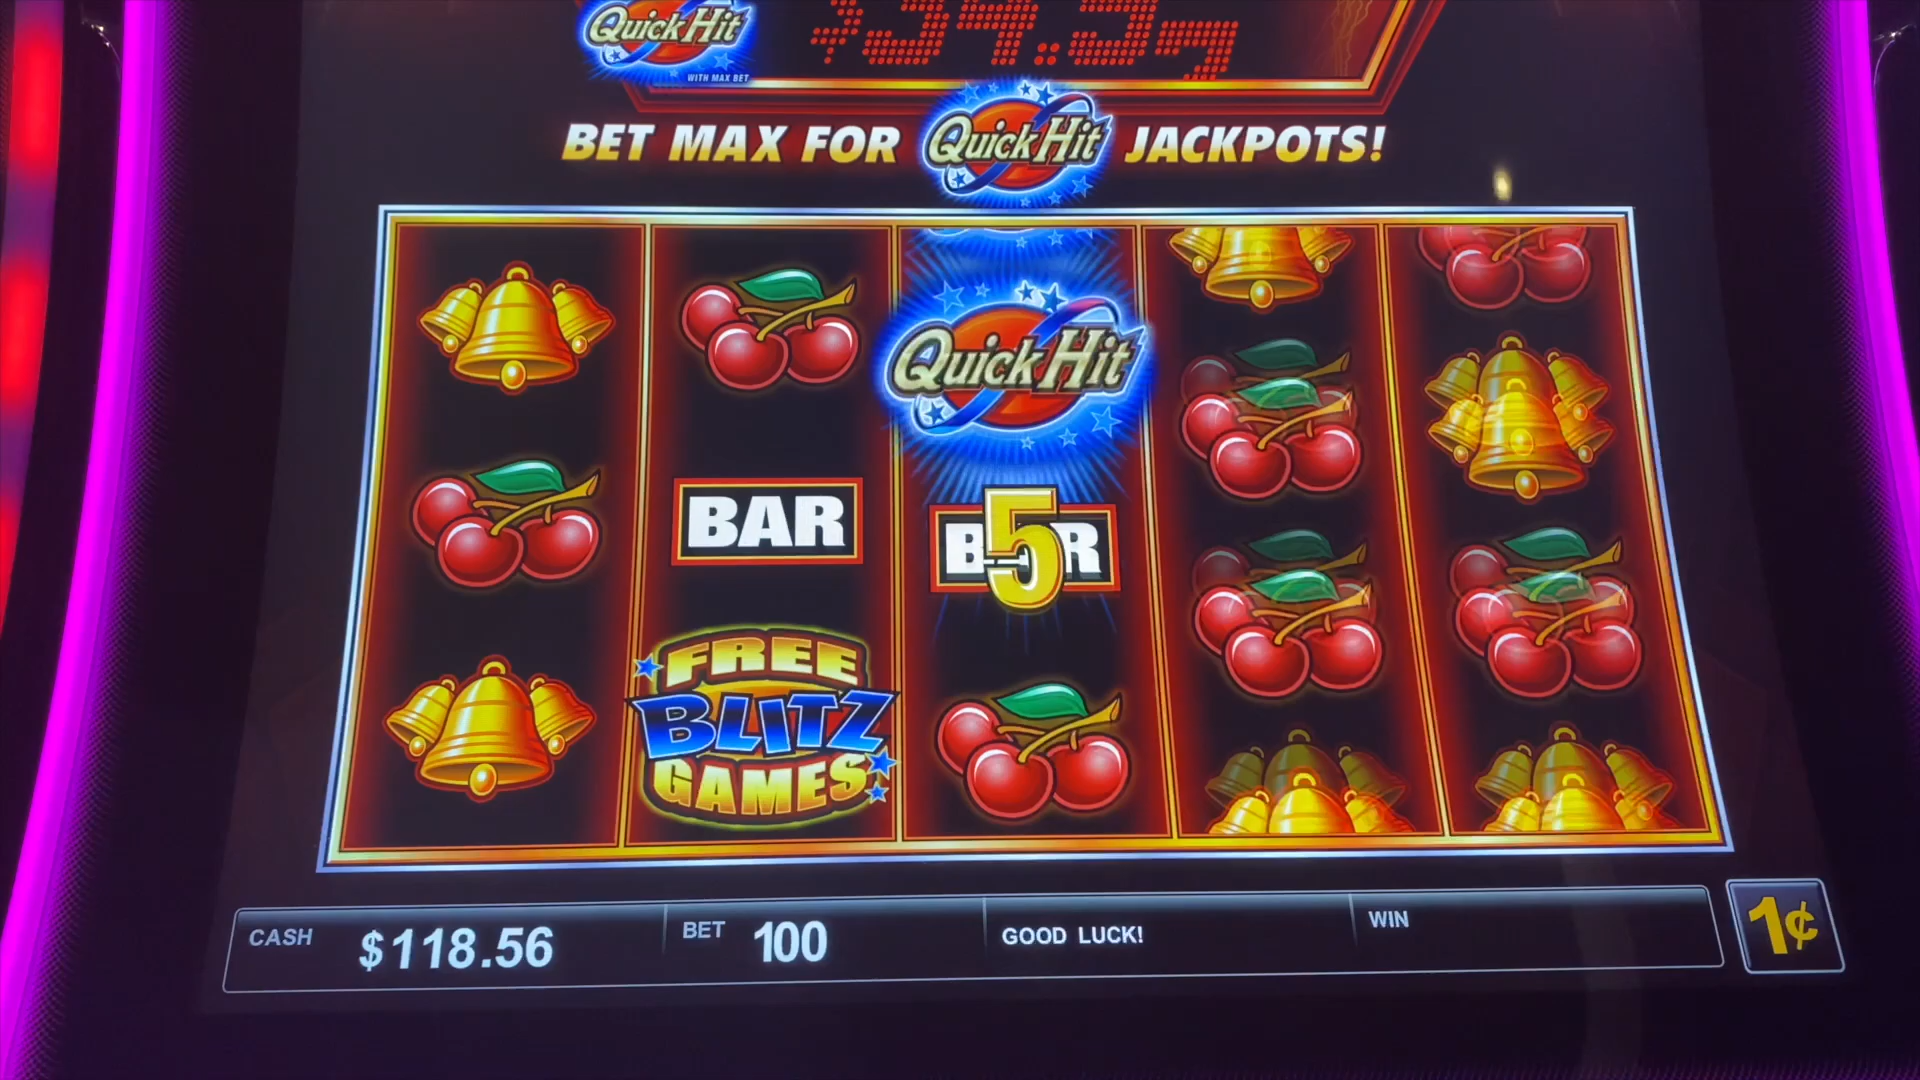 Quick Hit
WITH MAX BET
BET MAX FOR Quick Hit JACKPOTS!
Quick Hit
BAR
5
FREE
BLITZ
GAMES
CASH $118.56 BET 100 GOOD LUCK! WIN 1¢